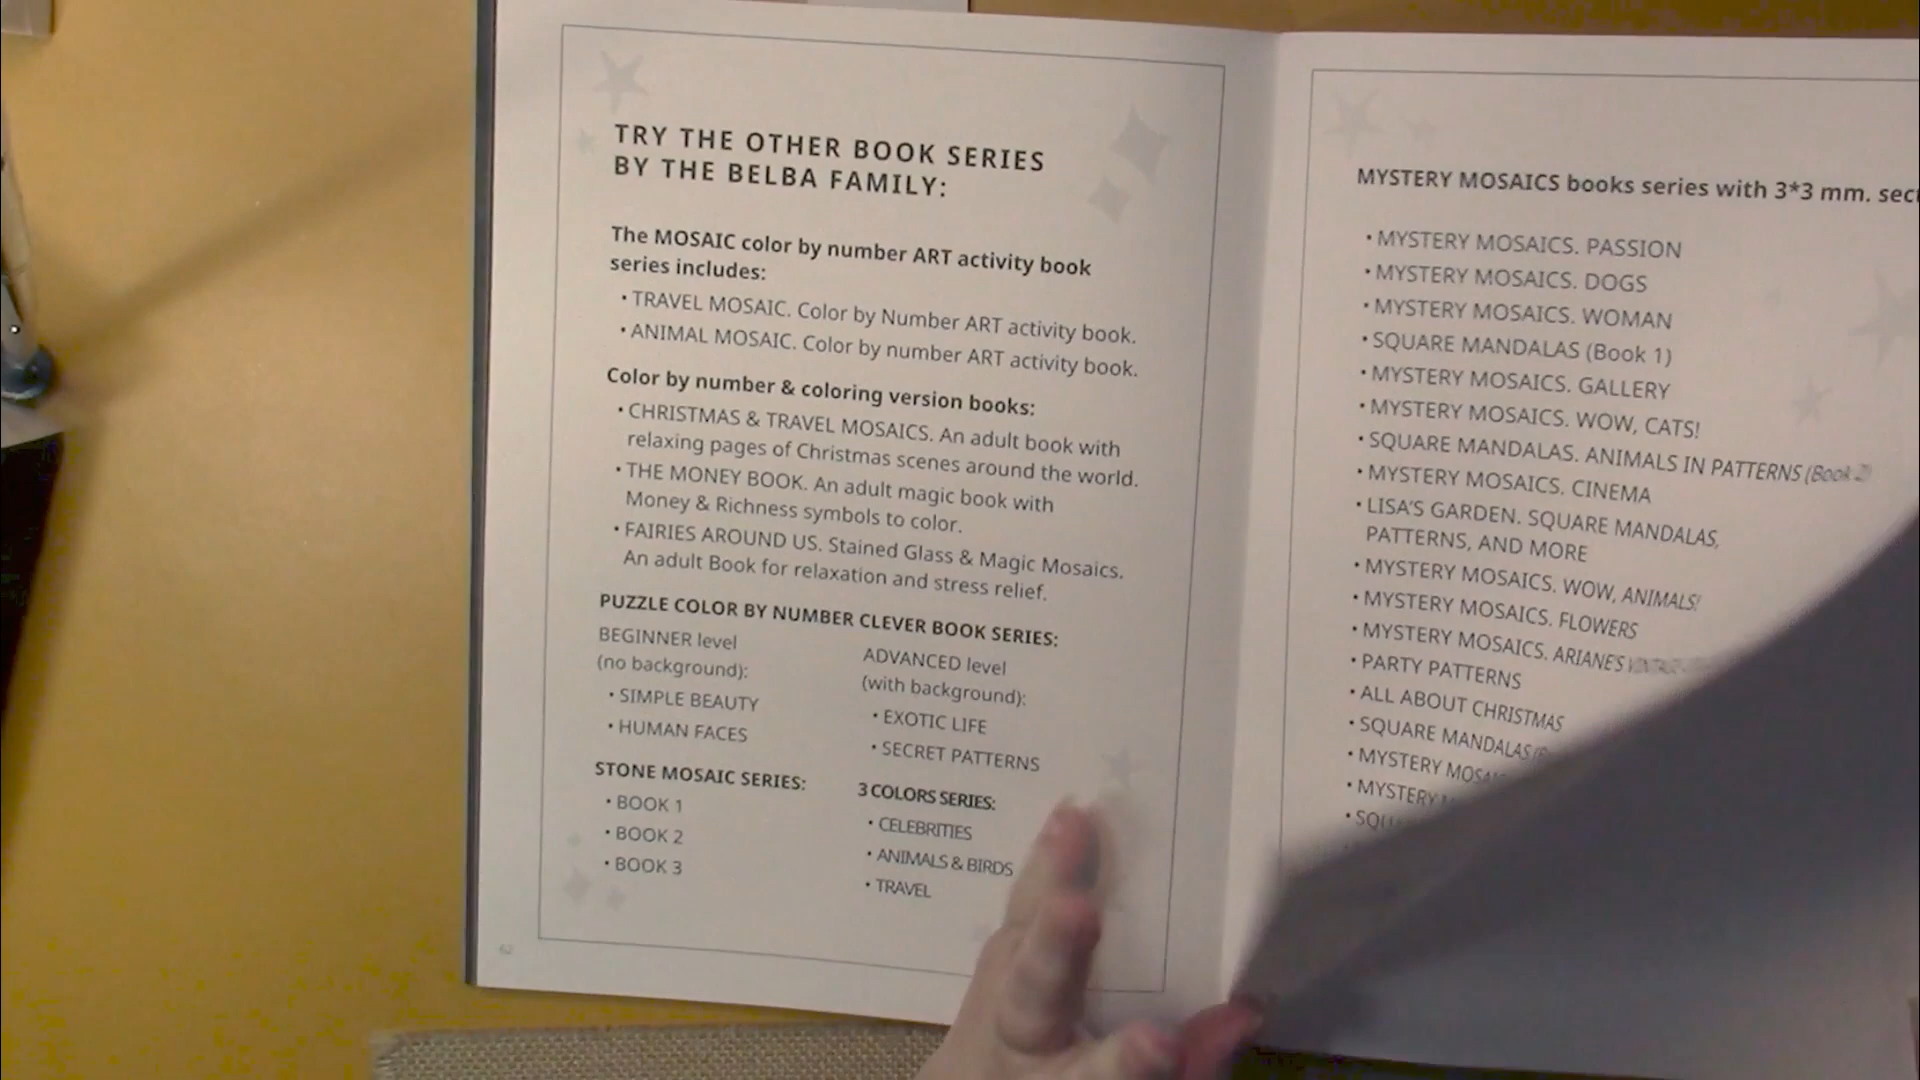 TRY THE OTHER BOOK SERIES
BY THE BELBA FAMILY:
The MOSAIC color by number ART activity book
series includes:
• TRAVEL MOSAIC. Color by Number ART activity book.
• ANIMAL MOSAIC. Color by number ART activity book.
Color by number & coloring version books:
• CHRISTMAS & TRAVEL MOSAICS. An adult book with
relaxing pages of Christmas scenes around the world.
• THE MONEY BOOK. An adult magic book with
Money & Richness symbols to color.
• FAIRIES AROUND US. Stained Glass & Magic Mosaics.
An adult Book for relaxation and stress relief.
PUZZLE COLOR BY NUMBER CLEVER BOOK SERIES:
BEGINNER level
(no background):
• SIMPLE BEAUTY
• HUMAN FACES
ADVANCED level
(with background):
• EXOTIC LIFE
• SECRET PATTERNS
STONE MOSAIC SERIES:
• BOOK 1
• BOOK 2
• BOOK 3
3 COLORS SERIES:
• CELEBRITIES
• ANIMALS & BIRDS
• TRAVEL
62
MYSTERY MOSAICS books series with 3*3 mm.
• MYSTERY MOSAICS. PASSION
• MYSTERY MOSAICS. DOGS
• MYSTERY MOSAICS. WOMAN
• SQUARE MANDALAS (Book 1)
• MYSTERY MOSAICS. GALLERY
• MYSTERY MOSAICS. WOW, CATS!
• SQUARE MANDALAS. ANIMALS IN PATTERNS (Book 2)
• MYSTERY MOSAICS. CINEMA
• LISA'S GARDEN. SQUARE MANDALAS,
PATTERNS, AND MORE
• MYSTERY MOSAICS. WOW, ANIMALS!
• MYSTERY MOSAICS. FLOWERS
• MYSTERY MOSAICS. ARIANE'S
• PARTY PATTERNS
• ALL ABOUT CHRISTMAS
• SQUARE MANDALAS
• MYSTERY
• MYSTERY